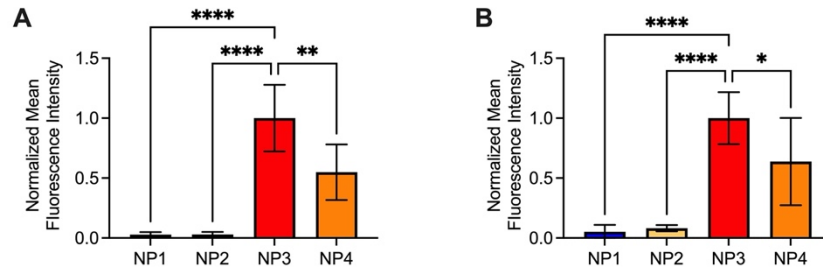 A
****
**** **
Normalized Mean
Fluorescence Intensity
1.5
1.0
0.5
0.0
NP1 NP2 NP3 NP4
B
****
**** *
Normalized Mean
Fluorescence Intensity
1.5
1.0
0.5
0.0
NP1 NP2 NP3 NP4